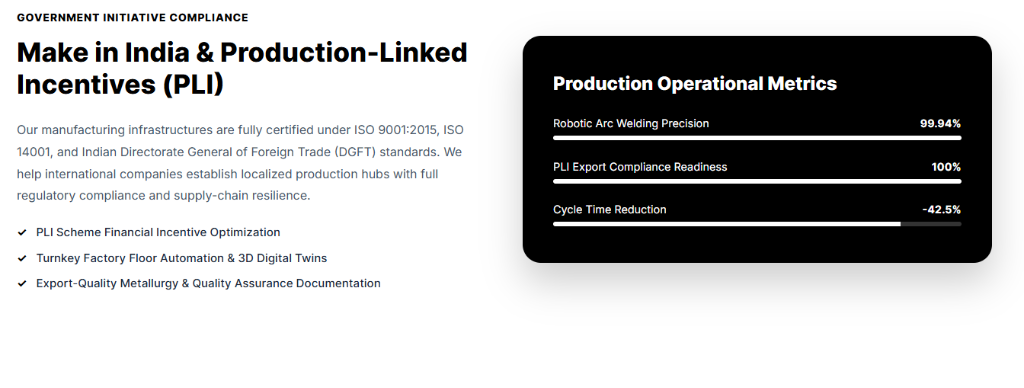 GOVERNMENT INITIATIVE COMPLIANCE
Make in India & Production-Linked
Incentives (PLI)
Our manufacturing infrastructures are fully certified under ISO 9001:2015, ISO
14001, and Indian Directorate General of Foreign Trade (DGFT) standards. We
help international companies establish localized production hubs with full
regulatory compliance and supply-chain resilience.
✓ PLI Scheme Financial Incentive Optimization
✓ Turnkey Factory Floor Automation & 3D Digital Twins
✓ Export-Quality Metallurgy & Quality Assurance Documentation
Production Operational Metrics
Robotic Arc Welding Precision 99.94%
PLI Export Compliance Readiness 100%
Cycle Time Reduction -42.5%